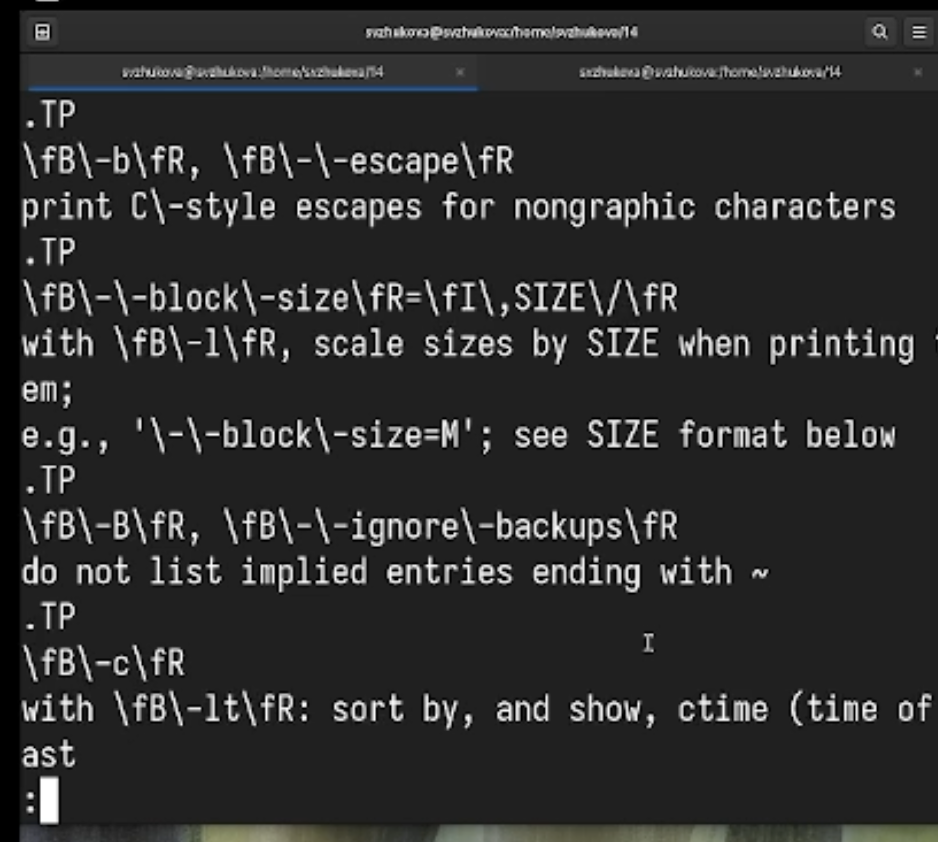 svzhukova@svzhukova:/home/svzhukova/14
svzhukova@svzhukova:/home/svzhukova/14 × svzhukova@svzhukova:/home/svzhukova/14 ×
.TP
\fB\-b\fR, \fB\-\-escape\fR
print C\-style escapes for nongraphic characters
.TP
\fB\-\-block\-size\fR=\fI\,SIZE\/\fR
with \fB\-l\fR, scale sizes by SIZE when printing
em;
e.g., '\-\-block\-size=M'; see SIZE format below
.TP
\fB\-B\fR, \fB\-\-ignore\-backups\fR
do not list implied entries ending with ~
.TP
\fB\-c\fR
with \fB\-lt\fR: sort by, and show, ctime (time of
ast
: